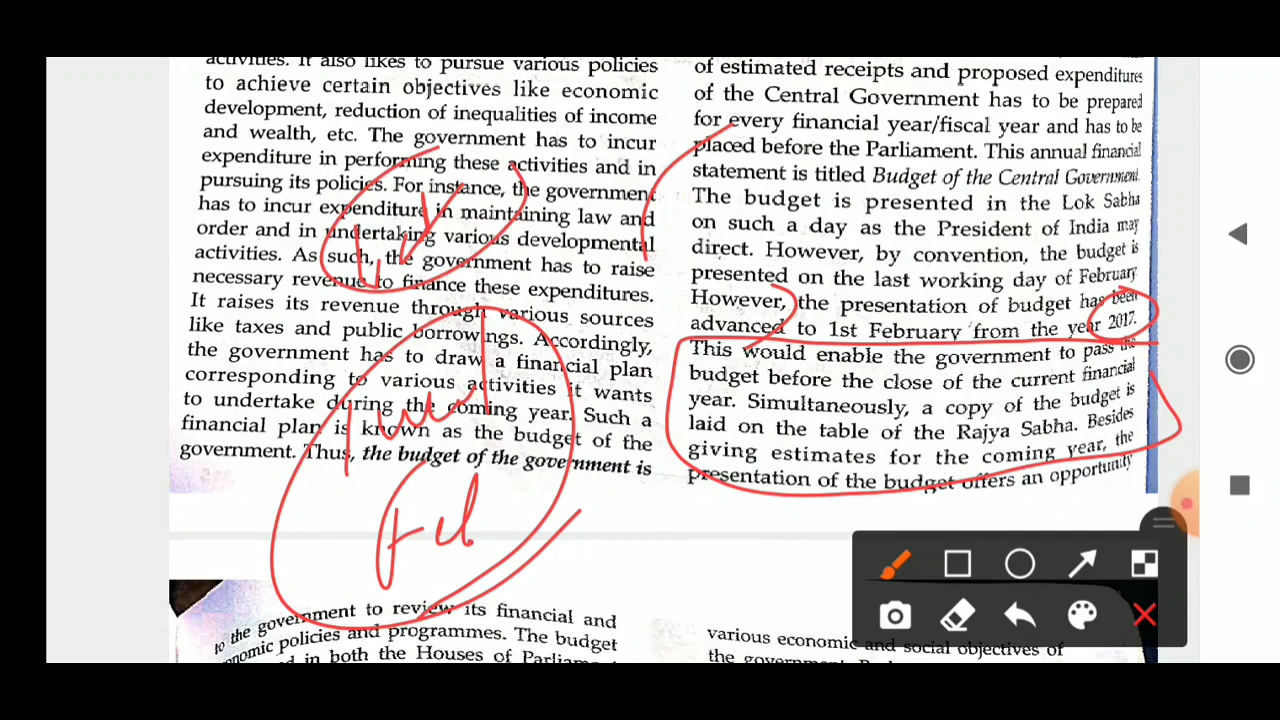 activities. It also likes to pursue various policies
to achieve certain objectives like economic
development, reduction of inequalities of income
and wealth, etc. The government has to incur
expenditure in performing these activities and in
pursuing its policies. For instance, the government
has to incur expenditure in maintaining law and
order and in undertaking various developmental
activities. As such, the government has to raise
necessary revenue to finance these expenditures.
It raises its revenue through various sources
like taxes and public borrowings. Accordingly,
the government has to draw a financial plan
corresponding to various activities it wants
to undertake during the coming year. Such a
financial plan is known as the budget of the
government. Thus, the budget of the government is
of estimated receipts and proposed expenditures
of the Central Government has to be prepared
for every financial year/fiscal year and has to be
placed before the Parliament. This annual financial
statement is titled Budget of the Central Government.
The budget is presented in the Lok Sabha
on such a day as the President of India may
direct. However, by convention, the budget is
presented on the last working day of February
However, the presentation of budget has been
advanced to 1st February from the year 2017.
This would enable the government to pass the
budget before the close of the current financial
year. Simultaneously, a copy of the budget is
laid on the table of the Rajya Sabha. Besides
giving estimates for the coming year, the
presentation of the budget offers an opportunity
to the government to review its financial and
policies and programmes. The budget
in both the Houses of
various economic and social objectives of
the government.